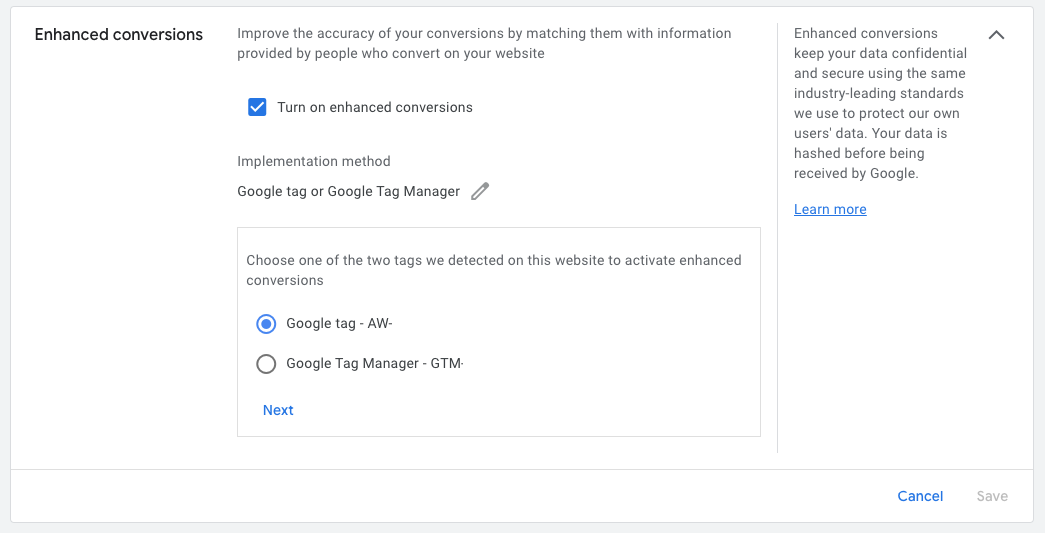 Enhanced conversions
Improve the accuracy of your conversions by matching them with information
provided by people who convert on your website
Turn on enhanced conversions
Implementation method
Google tag or Google Tag Manager
Choose one of the two tags we detected on this website to activate enhanced
conversions
Google tag - AW-
Google Tag Manager - GTM-
Next
Enhanced conversions
keep your data confidential
and secure using the same
industry-leading standards
we use to protect our own
users' data. Your data is
hashed before being
received by Google.
Learn more
Cancel
Save